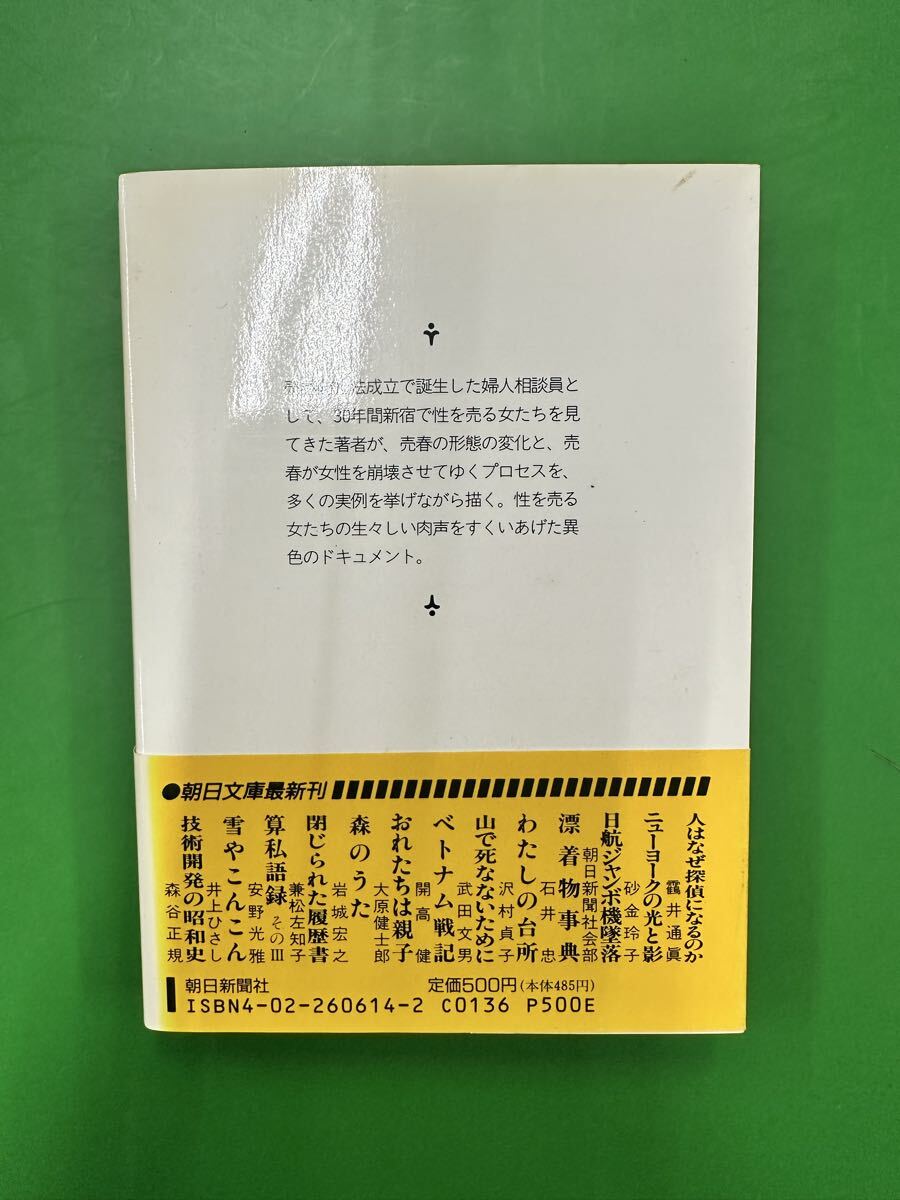 法成立で誕生した婦人相談員と
して、30年間新宿で性を売る女たちを見
てきた著者が、売春の形態の変化と、売
春が女性を崩壊させてゆくプロセスを、
多くの実例を挙げながら描く。性を売る
女たちの生々しい肉声をすくいあげた異
色のドキュメント。
●朝日文庫最新刊
人はなぜ探偵になるのか 靍井通眞
ニューヨークの光と影 砂金玲子
日航ジャンボ機墜落 朝日新聞社会部
漂着物事典 石井忠
わたしの台所 沢村貞子
山で死なないために 武田文男
ベトナム戦記 開高健
おれたちは親子 大原健士郎
森のうた 岩城宏之
閉じられた履歴書 兼松左知子
算私語録 そのIII 安野光雅
雪やこんこん 井上ひさし
技術開発の昭和史 森谷正規
朝日新聞社 定価500円(本体485円)
ISBN4-02-260614-2 C0136 P500E